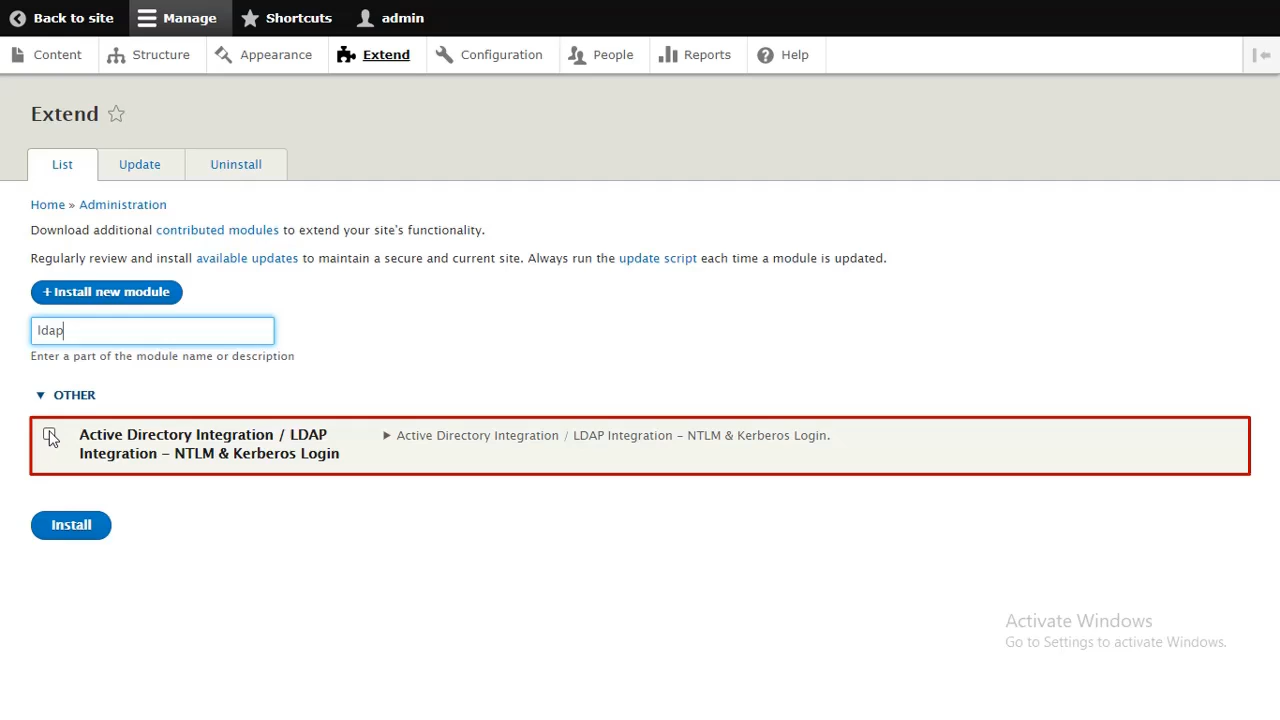 Back to site Manage Shortcuts admin
Content Structure Appearance Extend Configuration People Reports Help
Extend
List Update Uninstall
Home » Administration
Download additional contributed modules to extend your site's functionality.
Regularly review and install available updates to maintain a secure and current site. Always run the update script each time a module is updated.
+ Install new module
ldap
Enter a part of the module name or description
▼ OTHER
Active Directory Integration / LDAP
Integration – NTLM & Kerberos Login
► Active Directory Integration / LDAP Integration – NTLM & Kerberos Login.
Install
Activate Windows
Go to Settings to activate Windows.